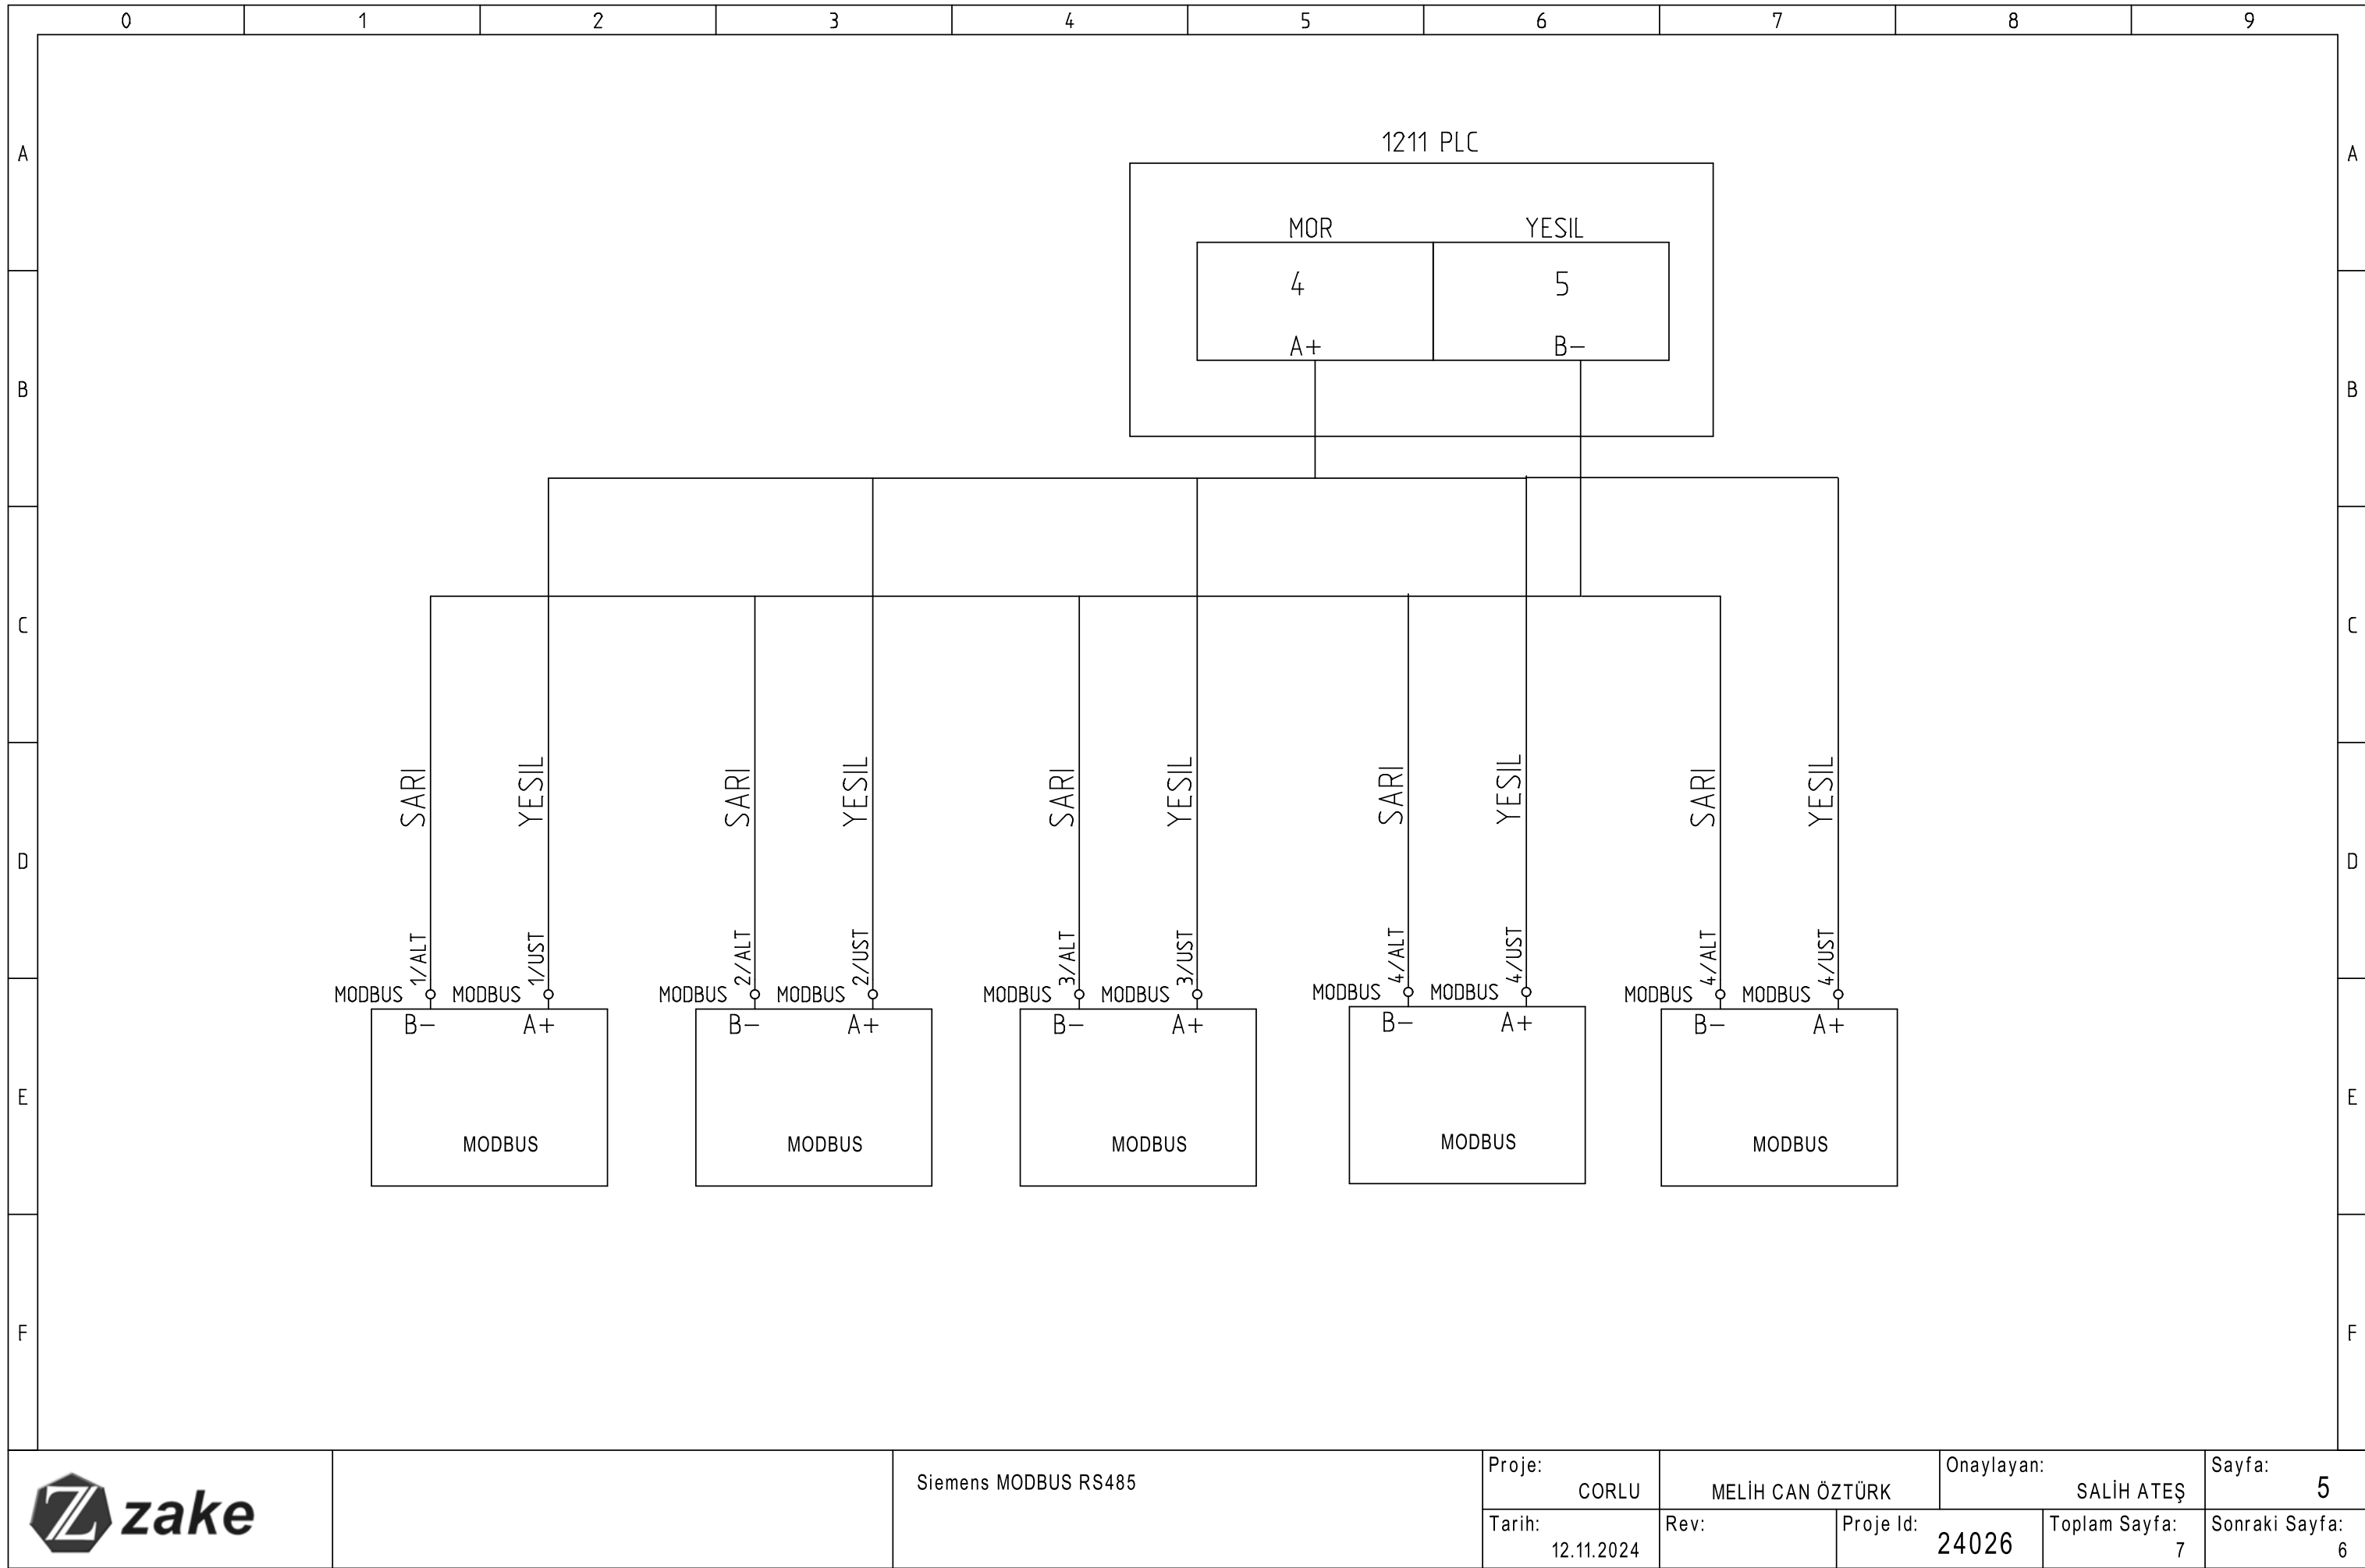 0 1 2 3 4 5 6 7 8 9
1211 PLC
A A
MOR YESIL
4 5
A+ B-
B B
C C
SARI YESIL SARI YESIL SARI YESIL SARI YESIL SARI YESIL
D D
1/ALT 1/UST 2/ALT 2/UST 3/ALT 3/UST 4/ALT 4/UST 4/ALT 4/UST
MODBUS MODBUS MODBUS MODBUS MODBUS MODBUS MODBUS MODBUS MODBUS MODBUS
B- A+ B- A+ B- A+ B- A+ B- A+
E E
MODBUS MODBUS MODBUS MODBUS MODBUS
F F
zake
Siemens MODBUS RS485
Proje: CORLU
MELİH CAN ÖZTÜRK
Onaylayan: SALİH ATEŞ
Sayfa: 5
Tarih: 12.11.2024
Rev:
Proje Id: 24026
Toplam Sayfa: 7
Sonraki Sayfa: 6